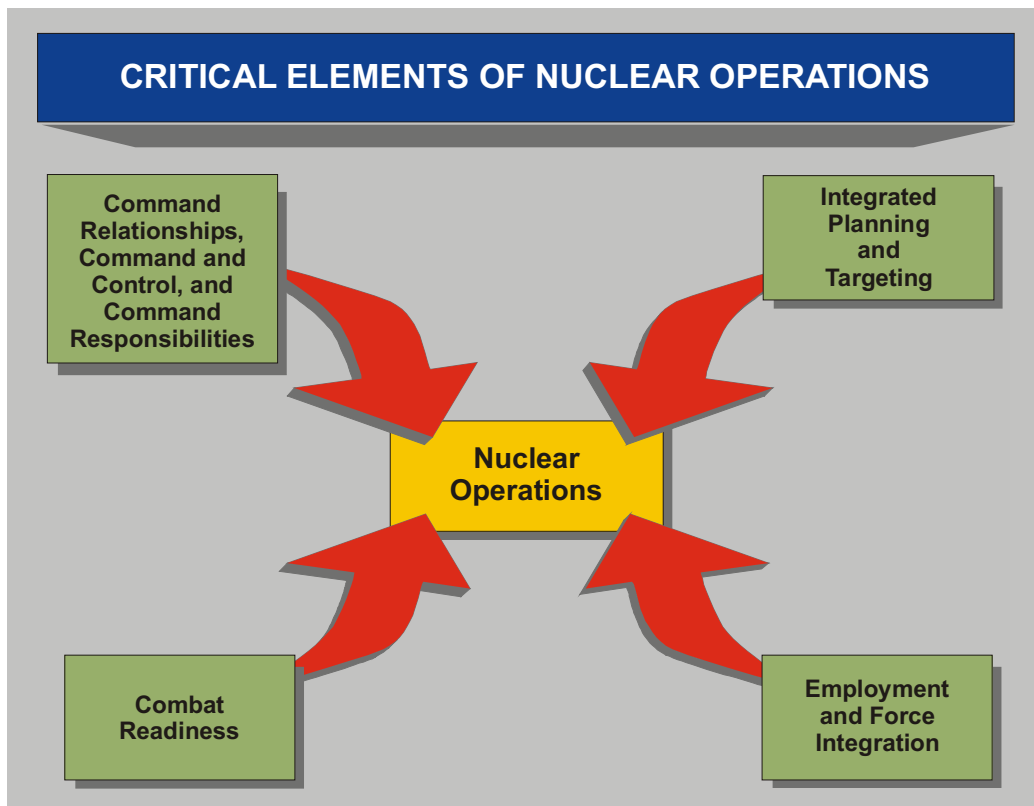 CRITICAL ELEMENTS OF NUCLEAR OPERATIONS
Command
Relationships,
Command and
Control, and
Command
Responsibilities
Integrated
Planning
and
Targeting
Nuclear
Operations
Combat
Readiness
Employment
and Force
Integration